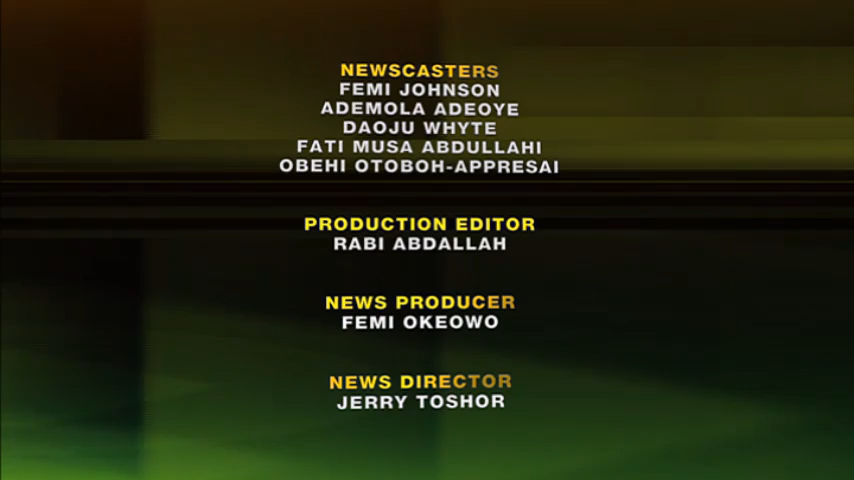 NEWSCASTERS
FEMI JOHNSON
ADEMOLA ADEOYE
DAOJU WHYTE
FATI MUSA ABDULLAHI
OBEHI OTOBOH-APPRESAI
PRODUCTION EDITOR
RABI ABDALLAH
NEWS PRODUCER
FEMI OKEOWO
NEWS DIRECTOR
JERRY TOSHOR